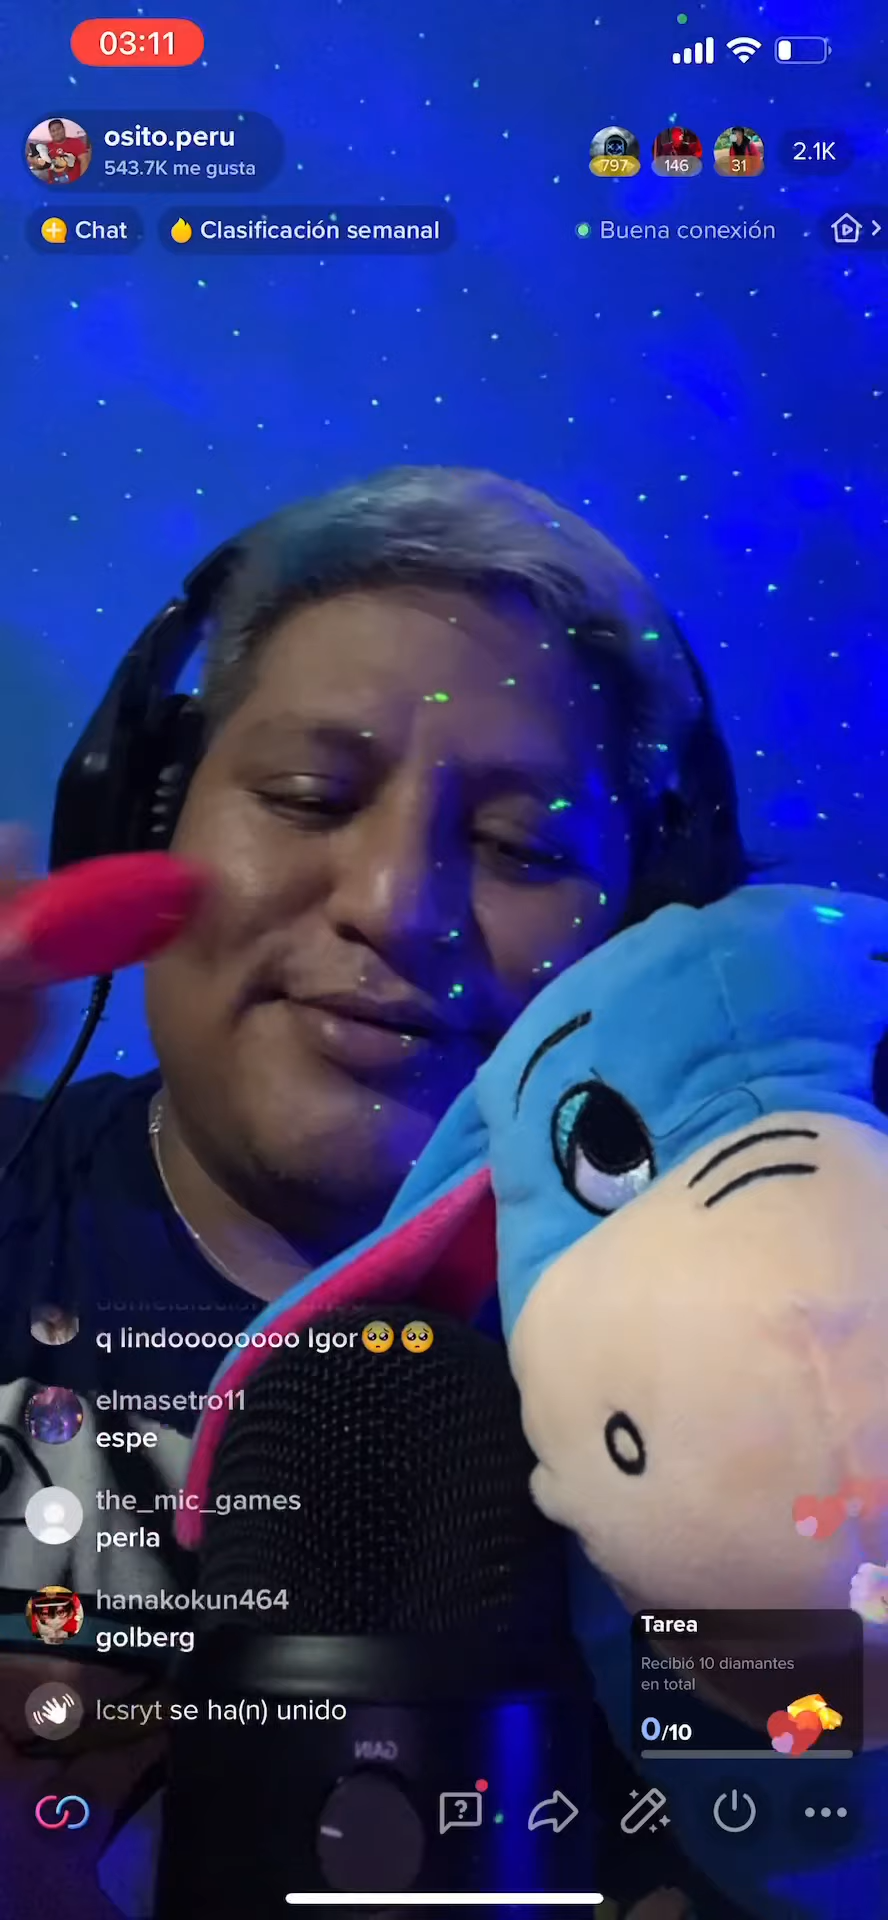 03:11
osito.peru
543.7K me gusta
797
146
31
2.1K
Chat
Clasificación semanal
Buena conexión
q lindoooooooo Igor🥺🥺
elmasetro11
espe
the_mic_games
perla
hanakokun464
golberg
lcsryt se ha(n) unido
Tarea
Recibió 10 diamantes
en total
0/10
GAIN